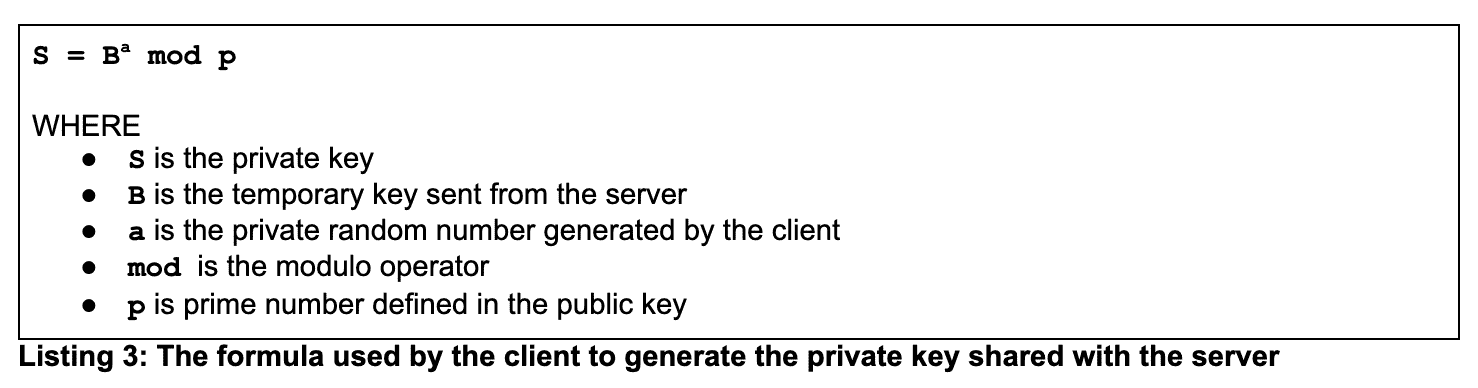 S = Bᵃ mod p
WHERE
● S is the private key
● B is the temporary key sent from the server
● a is the private random number generated by the client
● mod is the modulo operator
● p is prime number defined in the public key
Listing 3: The formula used by the client to generate the private key shared with the server